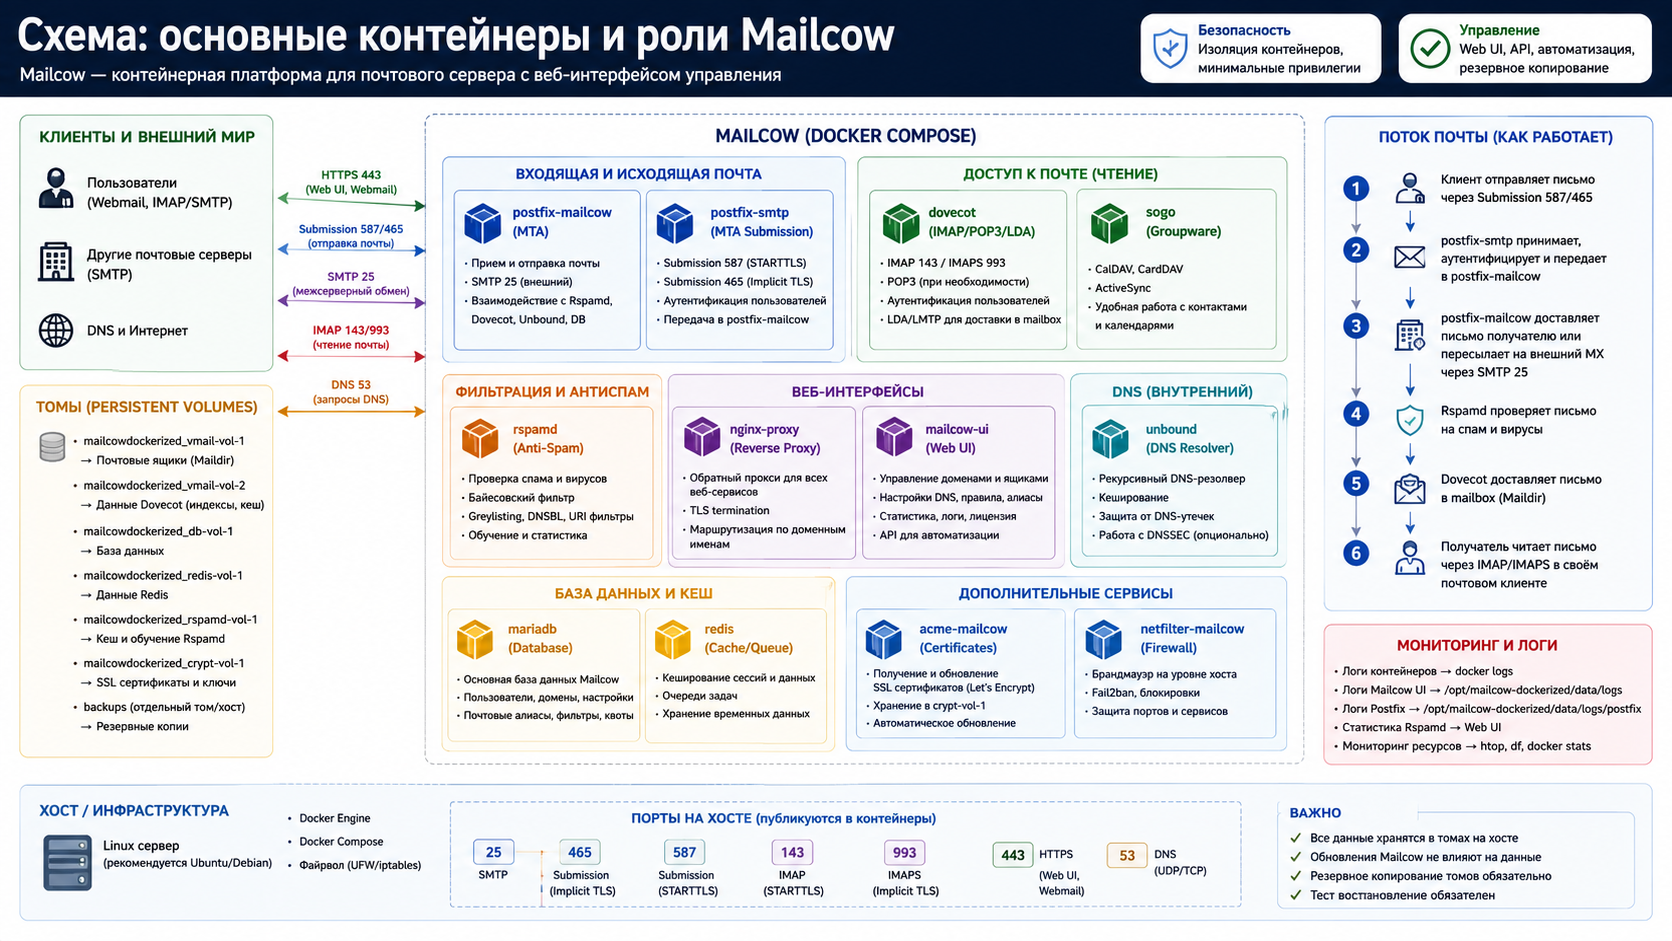 Схема: основные контейнеры и роли Mailcow
Mailcow — контейнерная платформа для почтового сервера с веб-интерфейсом управления
Безопасность
Изоляция контейнеров,
минимальные привилегии
Управление
Web UI, API, автоматизация,
резервное копирование
КЛИЕНТЫ И ВНЕШНИЙ МИР
Пользователи
(Webmail, IMAP/SMTP)
Другие почтовые серверы
(SMTP)
DNS и Интернет
HTTPS 443
(Web UI, Webmail)
Submission 587/465
(отправка почты)
SMTP 25
(межсерверный обмен)
IMAP 143/993
(чтение почты)
DNS 53
(запросы DNS)
ТОМЫ (PERSISTENT VOLUMES)
• mailcowdockerized_vmail-vol-1
→ Почтовые ящики (Maildir)
• mailcowdockerized_vmail-vol-2
→ Данные Dovecot (индексы, кеш)
• mailcowdockerized_db-vol-1
→ База данных
• mailcowdockerized_redis-vol-1
→ Данные Redis
• mailcowdockerized_rspamd-vol-1
→ Кеш и обучение Rspamd
• mailcowdockerized_crypt-vol-1
→ SSL сертификаты и ключи
• backups (отдельный том/хост)
→ Резервные копии
MAILCOW (DOCKER COMPOSE)
ВХОДЯЩАЯ И ИСХОДЯЩАЯ ПОЧТА
postfix-mailcow
(MTA)
• Прием и отправка почты
• SMTP 25 (внешний)
• Взаимодействие с Rspamd,
Dovecot, Unbound, DB
postfix-smtp
(MTA Submission)
• Submission 587 (STARTTLS)
• Submission 465 (Implicit TLS)
• Аутентификация пользователей
• Передача в postfix-mailcow
ДОСТУП К ПОЧТЕ (ЧТЕНИЕ)
dovecot
(IMAP/POP3/LDA)
• IMAP 143 / IMAPS 993
• POP3 (при необходимости)
• Аутентификация пользователей
• LDA/LMTP для доставки в mailbox
sogo
(Groupware)
• CalDAV, CardDAV
• ActiveSync
• Удобная работа с контактами
и календарями
ФИЛЬТРАЦИЯ И АНТИСПАМ
rspamd
(Anti-Spam)
• Проверка спама и вирусов
• Байесовский фильтр
• Greylisting, DNSBL, URI фильтры
• Обучение и статистика
ВЕБ-ИНТЕРФЕЙСЫ
nginx-proxy
(Reverse Proxy)
• Обратный прокси для всех
веб-сервисов
• TLS termination
• Маршрутизация по доменным
именам
mailcow-ui
(Web UI)
• Управление доменами и ящиками
• Настройки DNS, правила, алиасы
• Статистика, логи, лицензия
• API для автоматизации
DNS (ВНУТРЕННИЙ)
unbound
(DNS Resolver)
• Рекурсивный DNS-резолвер
• Кеширование
• Защита от DNS-утечек
• Работа с DNSSEC (опционально)
БАЗА ДАННЫХ И КЕШ
mariadb
(Database)
• Основная база данных Mailcow
• Пользователи, домены, настройки
• Почтовые алиасы, фильтры, квоты
redis
(Cache/Queue)
• Кеширование сессий и данных
• Очереди задач
• Хранение временных данных
ДОПОЛНИТЕЛЬНЫЕ СЕРВИСЫ
acme-mailcow
(Certificates)
• Получение и обновление
SSL сертификатов (Let's Encrypt)
• Хранение в crypt-vol-1
• Автоматическое обновление
netfilter-mailcow
(Firewall)
• Брандмауэр на уровне хоста
• Fail2ban, блокировки
• Защита портов и сервисов
ПОТОК ПОЧТЫ (КАК РАБОТАЕТ)
1
Клиент отправляет письмо
через Submission 587/465
2
postfix-smtp принимает,
аутентифицирует и передает
в postfix-mailcow
3
postfix-mailcow доставляет
письмо получателю или
пересылает на внешний MX
через SMTP 25
4
Rspamd проверяет письмо
на спам и вирусы
5
Dovecot доставляет письмо
в mailbox (Maildir)
6
Получатель читает письмо
через IMAP/IMAPS в своём
почтовом клиенте
МОНИТОРИНГ И ЛОГИ
• Логи контейнеров → docker logs
• Логи Mailcow UI → /opt/mailcow-dockerized/data/logs
• Логи Postfix → /opt/mailcow-dockerized/data/logs/postfix
• Статистика Rspamd → Web UI
• Мониторинг ресурсов → htop, df, docker stats
ХОСТ / ИНФРАСТРУКТУРА
Linux сервер
(рекомендуется Ubuntu/Debian)
• Docker Engine
• Docker Compose
• Файрвол (UFW/iptables)
ПОРТЫ НА ХОСТЕ (публикуются в контейнеры)
25
SMTP
465
Submission
(Implicit TLS)
587
Submission
(STARTTLS)
143
IMAP
(STARTTLS)
993
IMAPS
(Implicit TLS)
443 HTTPS
(Web UI,
Webmail)
53 DNS
(UDP/TCP)
ВАЖНО
✓ Все данные хранятся в томах на хосте
✓ Обновления Mailcow не влияют на данные
✓ Резервное копирование томов обязательно
✓ Тест востановление обязателен